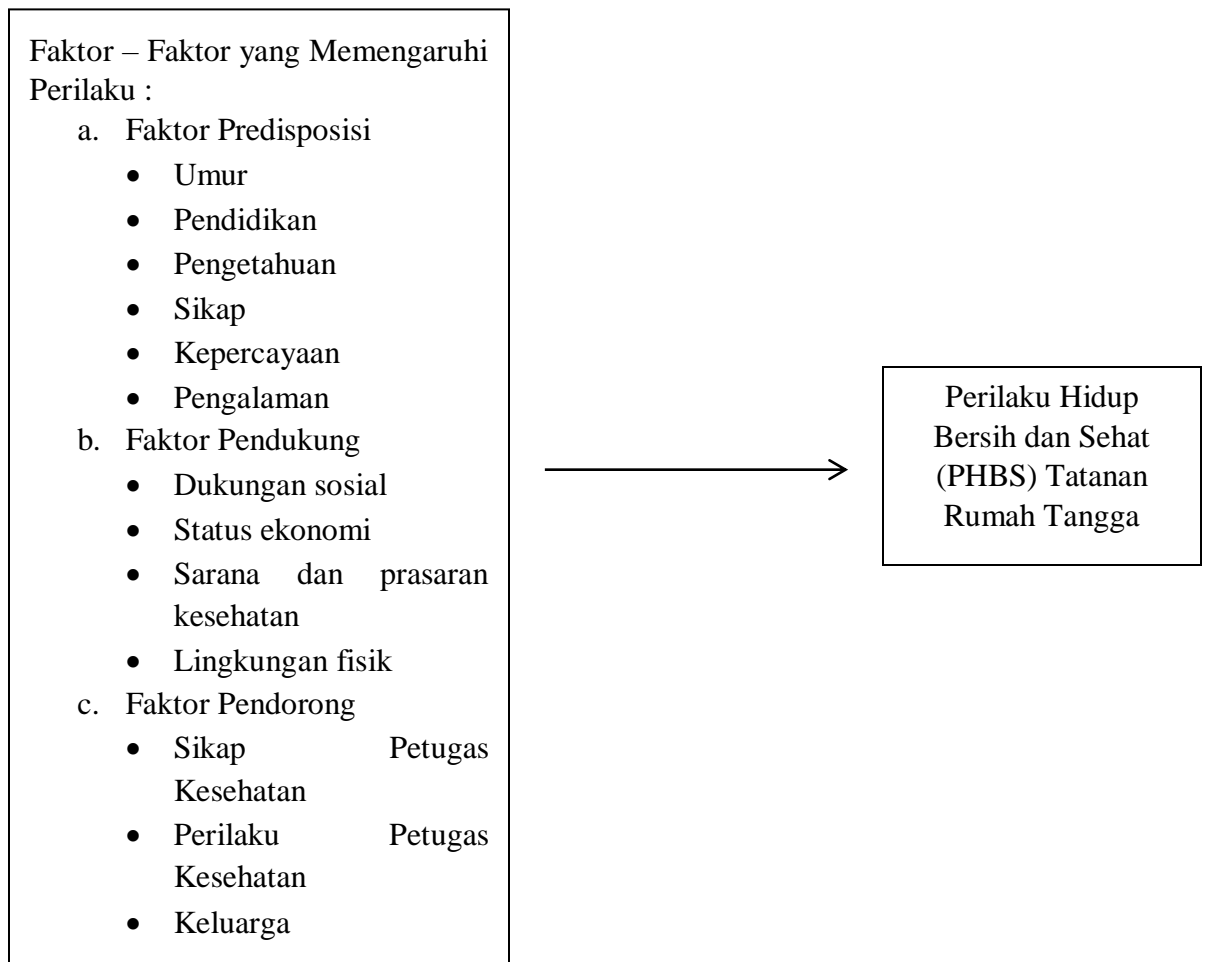 Faktor – Faktor yang Memengaruhi
Perilaku :
a. Faktor Predisposisi
• Umur
• Pendidikan
• Pengetahuan
• Sikap
• Kepercayaan
• Pengalaman
b. Faktor Pendukung
• Dukungan sosial
• Status ekonomi
• Sarana dan prasaran
kesehatan
• Lingkungan fisik
c. Faktor Pendorong
• Sikap Petugas
Kesehatan
• Perilaku Petugas
Kesehatan
• Keluarga
Perilaku Hidup
Bersih dan Sehat
(PHBS) Tatanan
Rumah Tangga